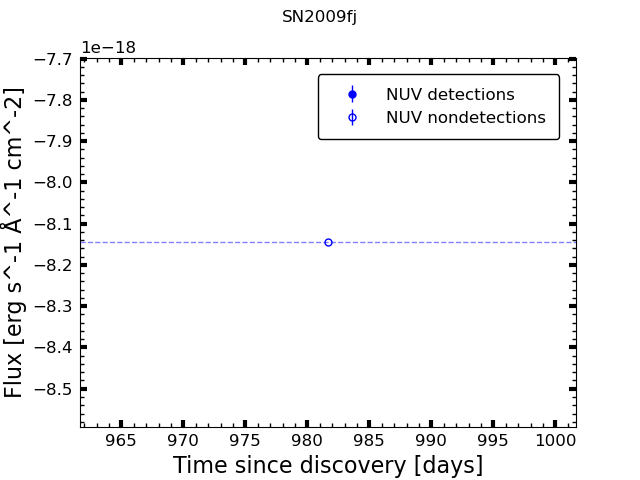 SN2009fj
1e−18
−7.7
−7.8
−7.9
−8.0
−8.1
−8.2
−8.3
−8.4
−8.5
Flux [erg s^-1 Å^-1 cm^-2]
NUV detections
NUV nondetections
965 970 975 980 985 990 995 1000
Time since discovery [days]